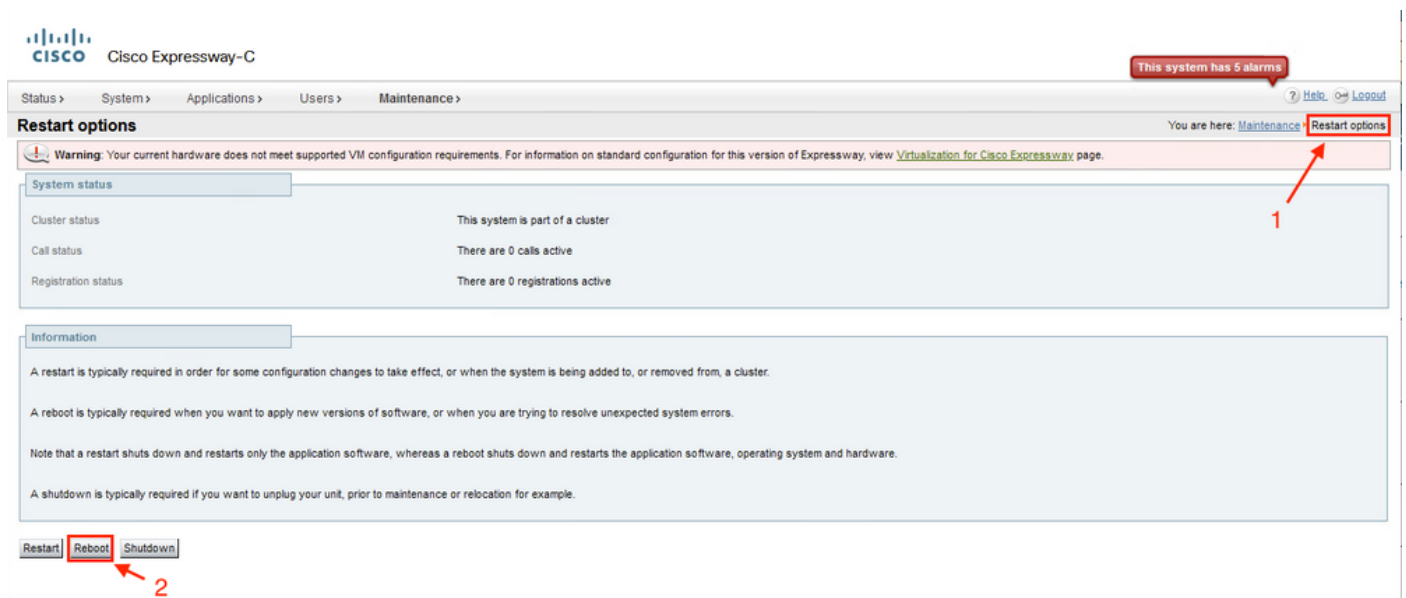 CISCO Cisco Expressway-C
This system has 5 alarms
Status > System > Applications > Users > Maintenance > ? Help Logout
Restart options You are here: Maintenance Restart options
Warning: Your current hardware does not meet supported VM configuration requirements. For information on standard configuration for this version of Expressway, view Virtualization for Cisco Expressway page.
1
System status
Cluster status This system is part of a cluster
Call status There are 0 calls active
Registration status There are 0 registrations active
Information
A restart is typically required in order for some configuration changes to take effect, or when the system is being added to, or removed from, a cluster.
A reboot is typically required when you want to apply new versions of software, or when you are trying to resolve unexpected system errors.
Note that a restart shuts down and restarts only the application software, whereas a reboot shuts down and restarts the application software, operating system and hardware.
A shutdown is typically required if you want to unplug your unit, prior to maintenance or relocation for example.
Restart Reboot Shutdown
2